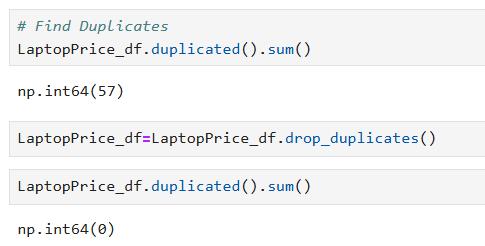 # Find Duplicates
LaptopPrice_df.duplicated().sum()
np.int64(57)
LaptopPrice_df=LaptopPrice_df.drop_duplicates()
LaptopPrice_df.duplicated().sum()
np.int64(0)